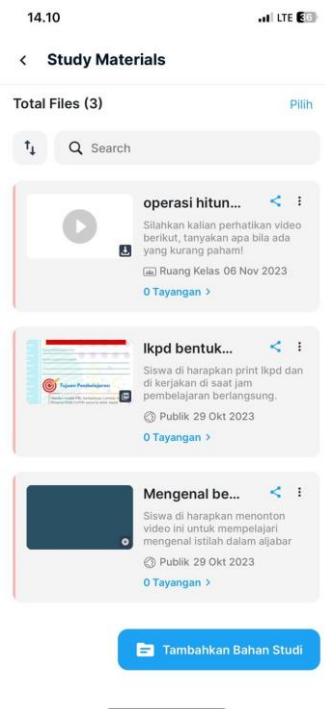 14.10
LTE 36
Study Materials
Total Files (3)
Pilih
Search
operasi hitun...
Silahkan kalian perhatikan video
berikut, tanyakan apa bila ada
yang kurang paham!
Ruang Kelas 06 Nov 2023
0 Tayangan >
lkpd bentuk...
Siswa di harapkan print lkpd dan
di kerjakan di saat jam
pembelajaran berlangsung.
Tujuan Pembelajaran
Publik 29 Okt 2023
0 Tayangan >
Mengenal be...
Siswa di harapkan menonton
video ini untuk mempelajari
mengenal istilah dalam aljabar
Publik 29 Okt 2023
0 Tayangan >
Tambahkan Bahan Studi